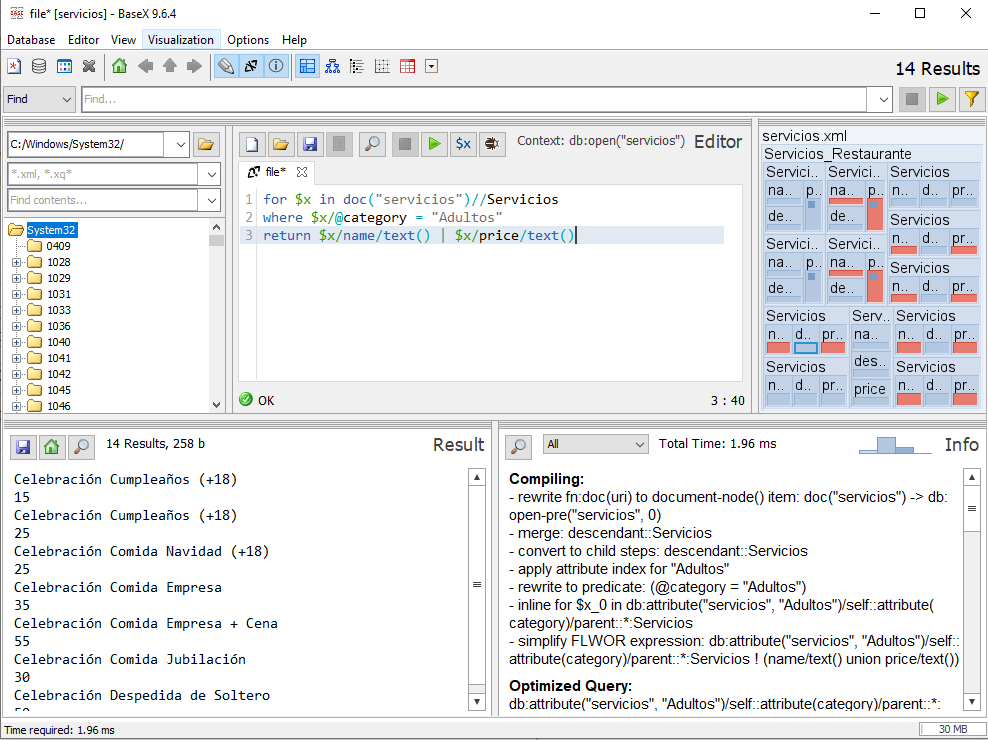 file* [servicios] - BaseX 9.6.4
Database Editor View Visualization Options Help
14 Results
Find Find...
C:/Windows/System32/
*.xml, *.xq*
Find contents...
System32
0409
1028
1029
1031
1033
1036
1040
1041
1042
1045
1046
$x Context: db:open("servicios") Editor
file*
1 for $x in doc("servicios")//Servicios
2 where $x/@category = "Adultos"
3 return $x/name/text() | $x/price/text()
OK 3 : 40
servicios.xml
Servicios_Restaurante
Servici.. Servici.. Servicios
na.. p.. na.. p.. n.. d.. pr..
de.. de..
Servicios
n.. d.. pr..
Servici.. Servici..
na.. p.. na.. p..
Servicios
de.. de.. n.. d.. pr..
Servicios Serv.. Servicios
n.. d.. pr.. na.. n.. d.. pr..
des..
Servicios Servicios
n.. d.. pr.. price n.. d.. pr..
14 Results, 258 b Result
Celebración Cumpleaños (+18)
15
Celebración Cumpleaños (+18)
25
Celebración Comida Navidad (+18)
25
Celebración Comida Empresa
35
Celebración Comida Empresa + Cena
55
Celebración Comida Jubilación
30
Celebración Despedida de Soltero
All Total Time: 1.96 ms Info
Compiling:
- rewrite fn:doc(uri) to document-node() item: doc("servicios") -> db:
open-pre("servicios", 0)
- merge: descendant::Servicios
- convert to child steps: descendant::Servicios
- apply attribute index for "Adultos"
- rewrite to predicate: (@category = "Adultos")
- inline for $x_0 in db:attribute("servicios", "Adultos")/self::attribute(
category)/parent::*:Servicios
- simplify FLWOR expression: db:attribute("servicios", "Adultos")/self::
attribute(category)/parent::*:Servicios ! (name/text() union price/text())
Optimized Query:
db:attribute("servicios", "Adultos")/self::attribute(category)/parent::*:
Time required: 1.96 ms 30 MB